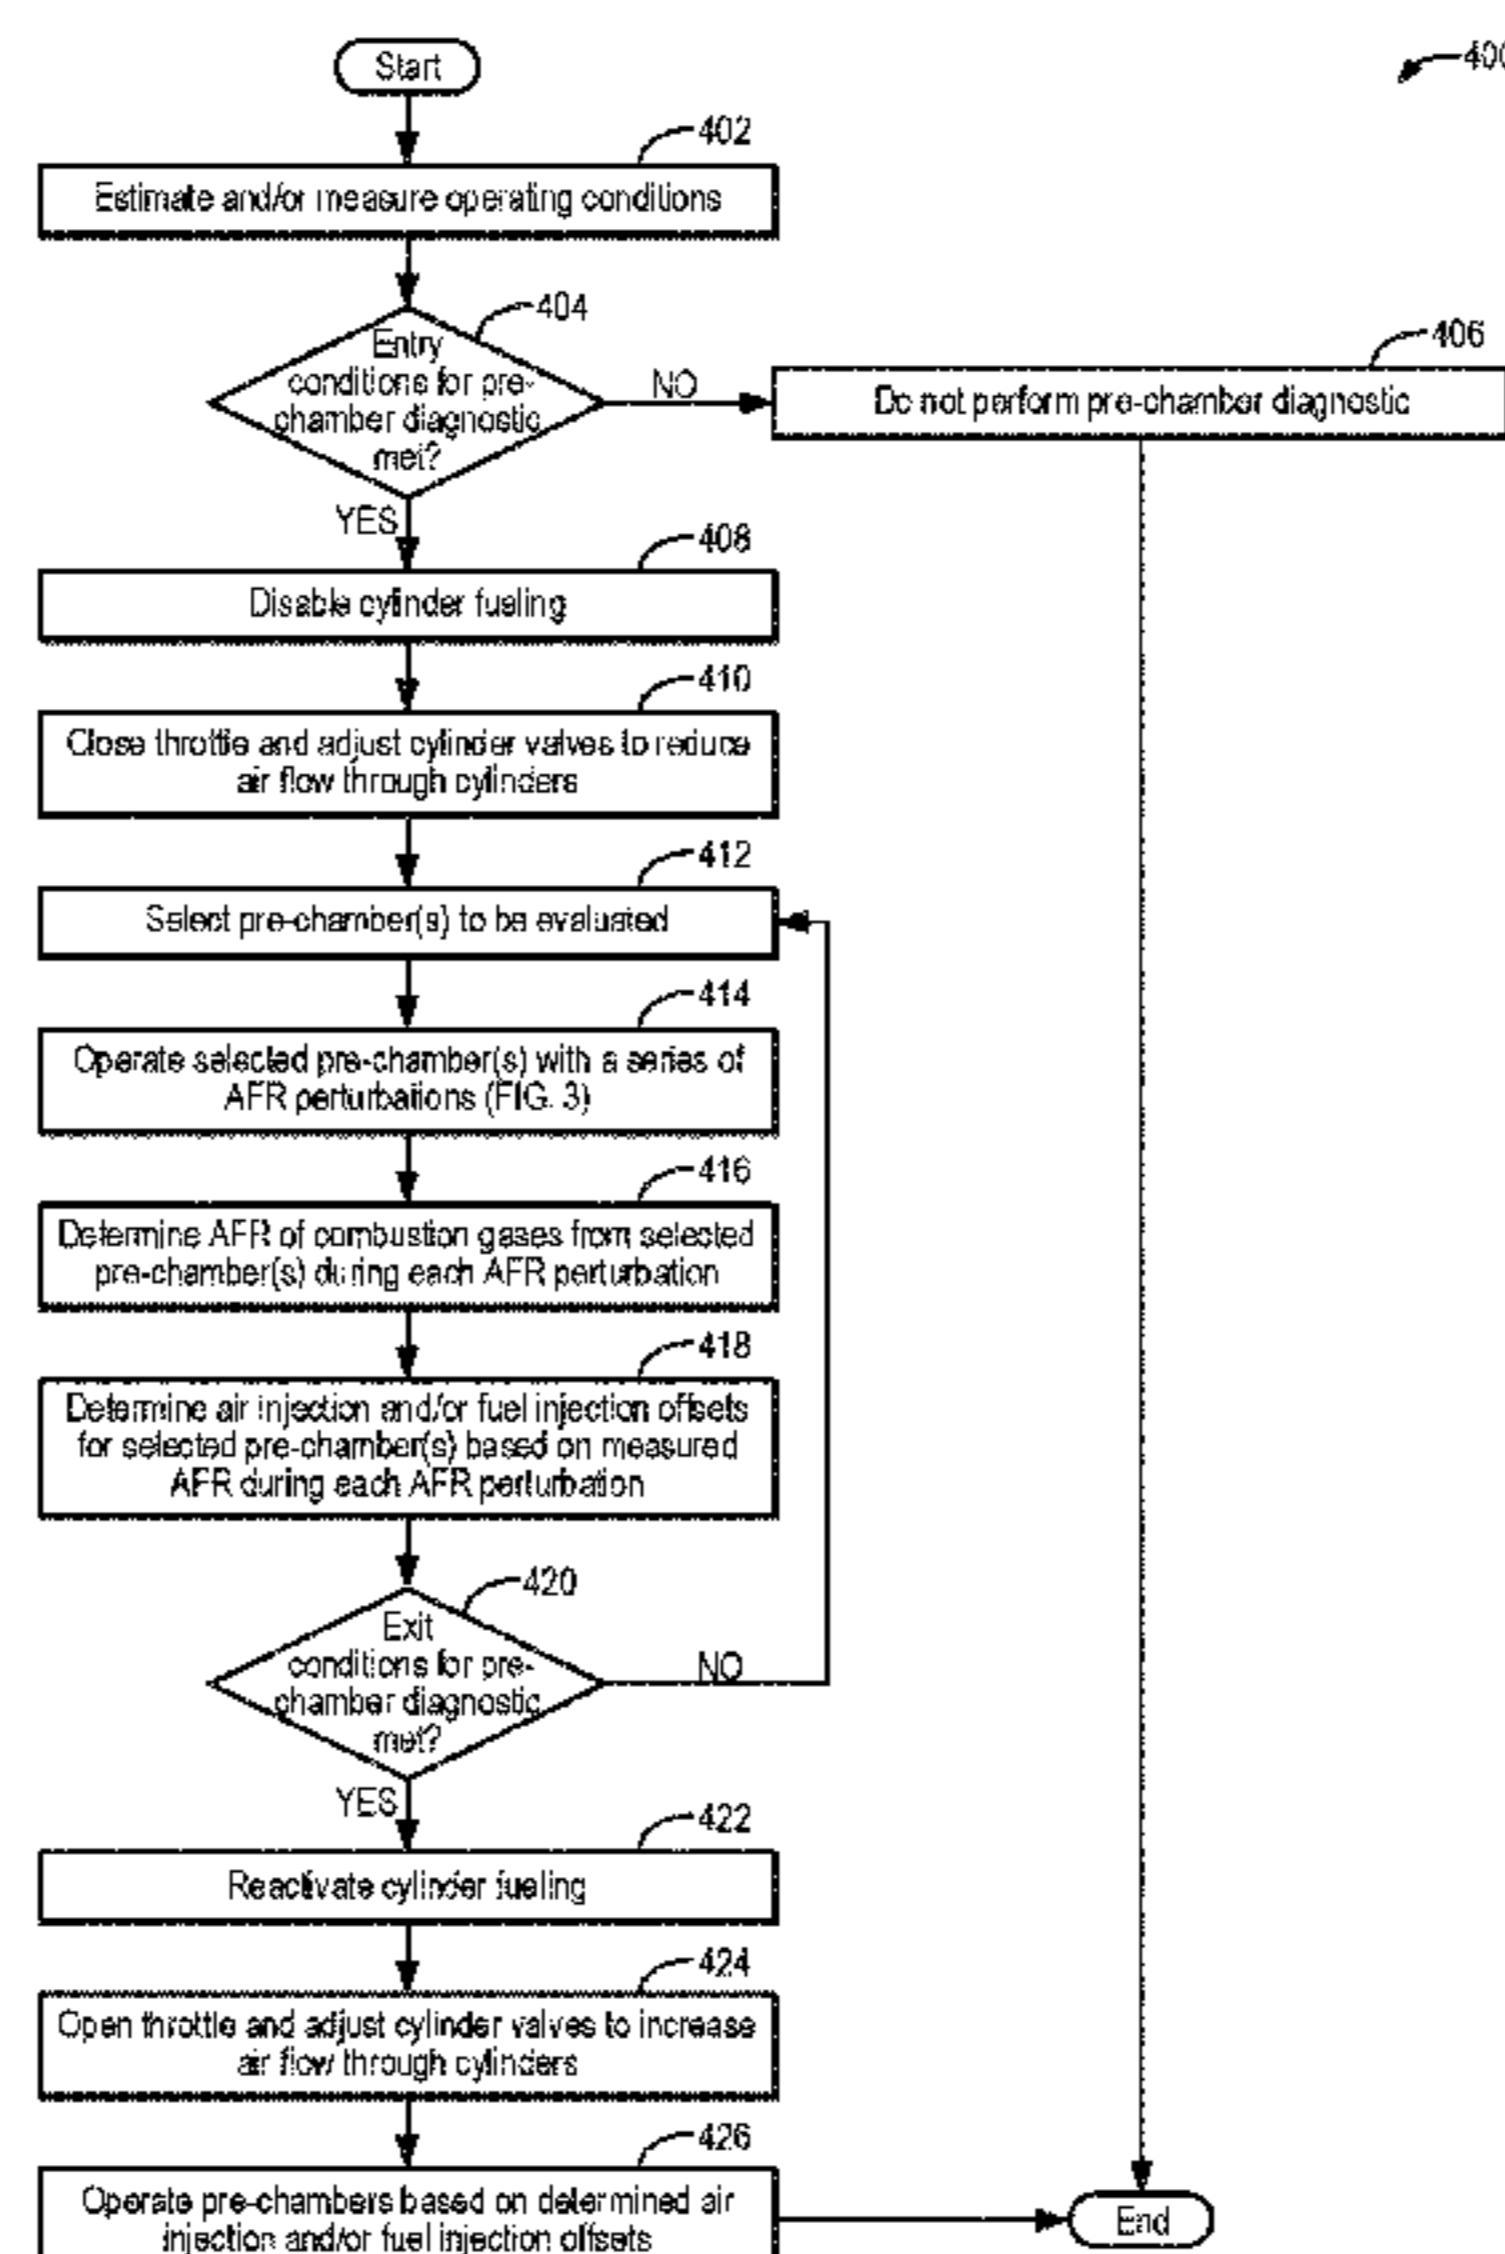 Start
400
402
Estimate and/or measure operating conditions
404
Entry
conditions for pre-
chamber diagnostic
met?
NO
406
Do not perform pre-chamber diagnostic
YES
408
Disable cylinder fueling
410
Close throttle and adjust cylinder valves to reduce
air flow through cylinders
412
Select pre-chamber(s) to be evaluated
414
Operate selected pre-chamber(s) with a series of
AFR perturbations (FIG. 3)
416
Determine AFR of combustion gases from selected
pre-chamber(s) during each AFR perturbation
418
Determine air injection and/or fuel injection offsets
for selected pre-chamber(s) based on measured
AFR during each AFR perturbation
420
Exit
conditions for pre-
chamber diagnostic
met?
NO
YES
422
Reactivate cylinder fueling
424
Open throttle and adjust cylinder valves to increase
air flow through cylinders
426
Operate pre-chambers based on determined air
injection and/or fuel injection offsets
End